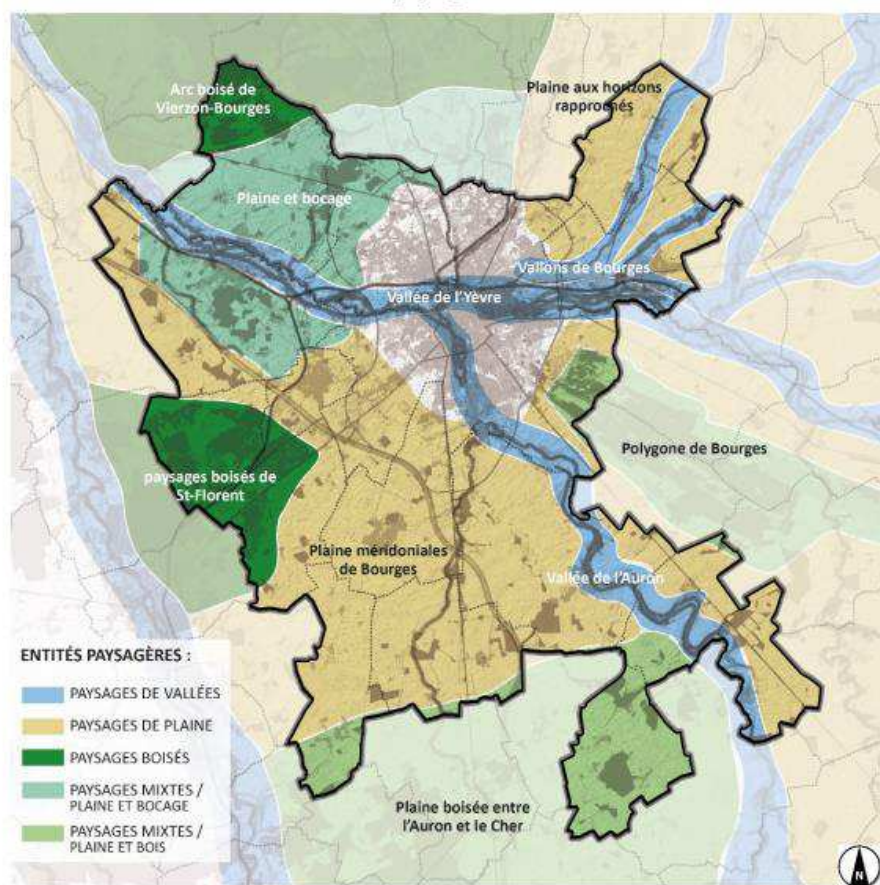 Arc boisé de
Vierzon-Bourges
Plaine aux horizons
rapprochés
Plaine et bocage
Vallons de Bourges
Vallée de l'Yèvre
Polygone de Bourges
paysages boisés de
St-Florent
Plaine méridoniales
de Bourges
Vallée de l'Auron
ENTITÉS PAYSAGÈRES :
PAYSAGES DE VALLÉES
PAYSAGES DE PLAINE
PAYSAGES BOISÉS
PAYSAGES MIXTES /
PLAINE ET BOCAGE
PAYSAGES MIXTES /
PLAINE ET BOIS
Plaine boisée entre
l'Auron et le Cher
N